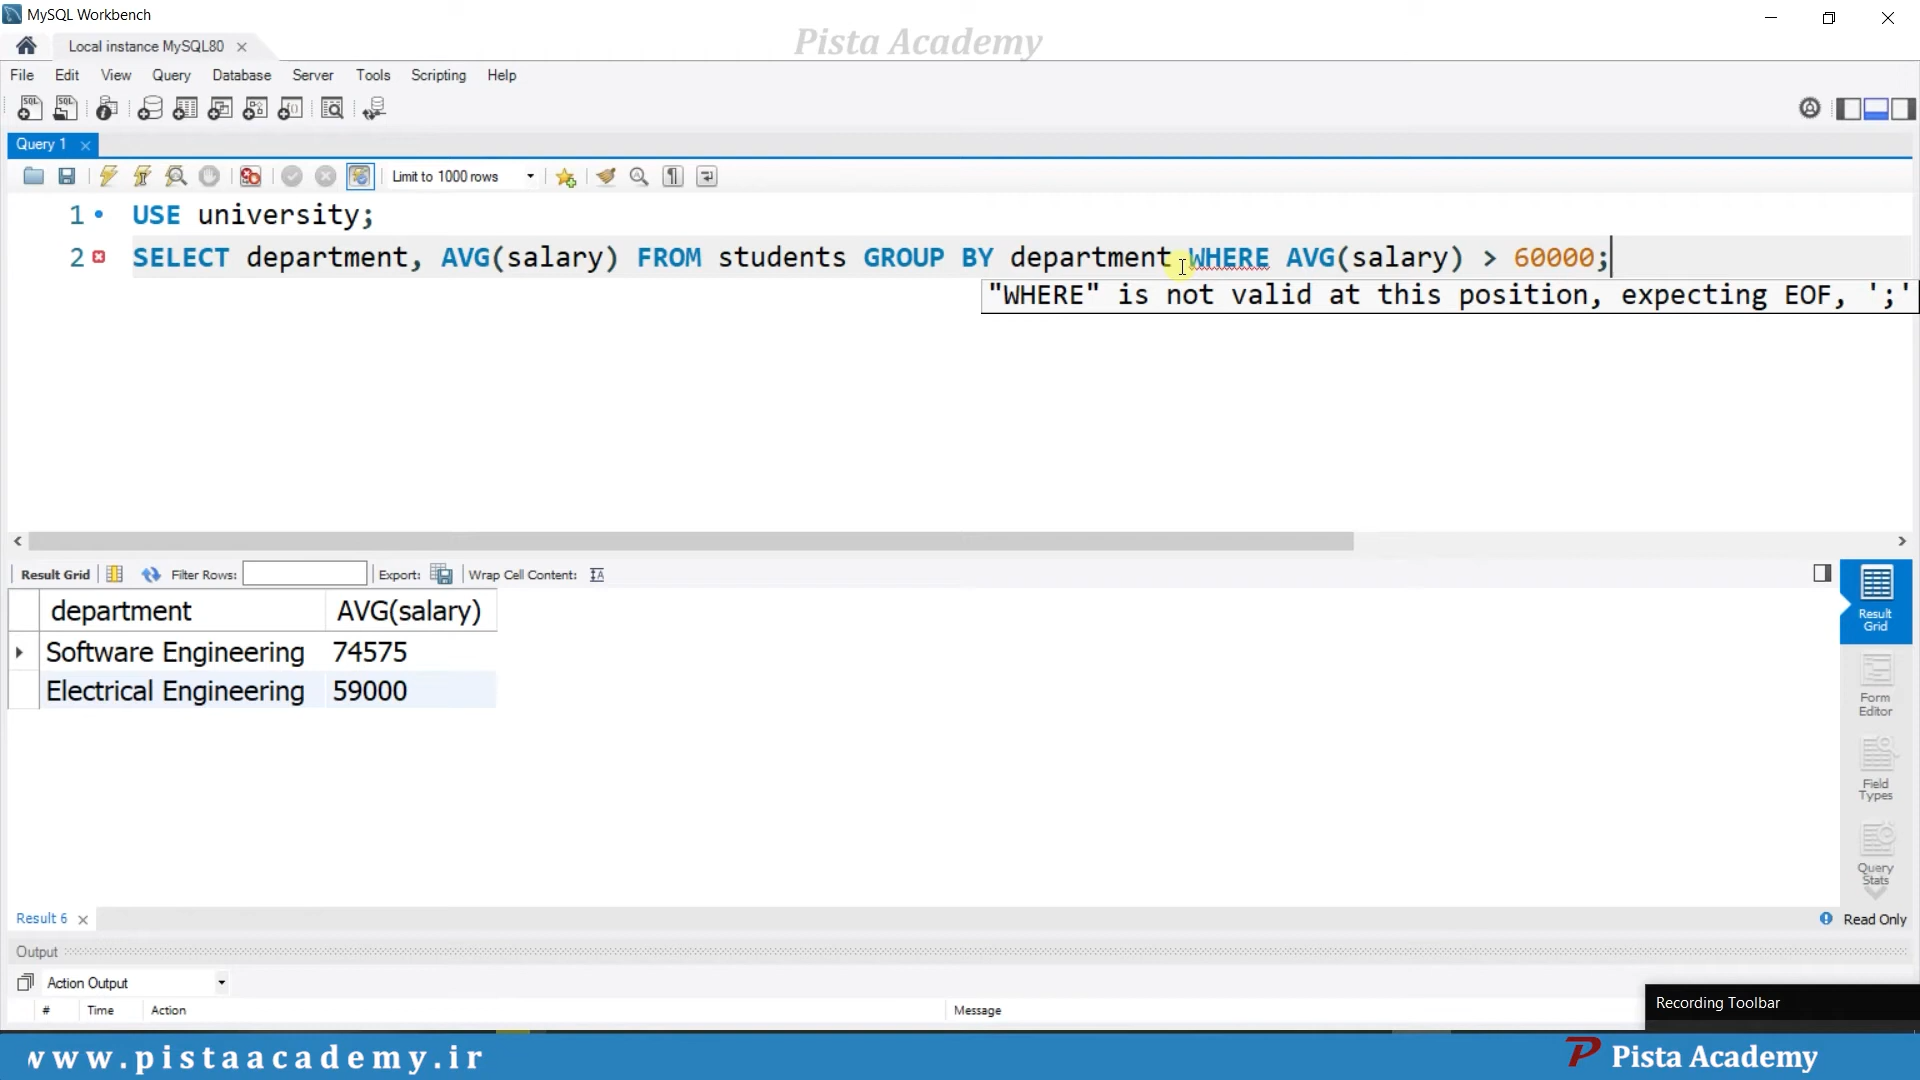 MySQL Workbench
Pista Academy
Local instance MySQL80
File Edit View Query Database Server Tools Scripting Help
Query 1
Limit to 1000 rows
1 USE university;
2 SELECT department, AVG(salary) FROM students GROUP BY department WHERE AVG(salary) > 60000;
"WHERE" is not valid at this position, expecting EOF, ';'
Result Grid Filter Rows: Export: Wrap Cell Content:
department AVG(salary)
Software Engineering 74575
Electrical Engineering 59000
Result
Grid
Form
Editor
Field
Types
Query
Stats
Result 6
Read Only
Output
Action Output
# Time Action Message
Recording Toolbar
www.pistaacademy.ir
Pista Academy